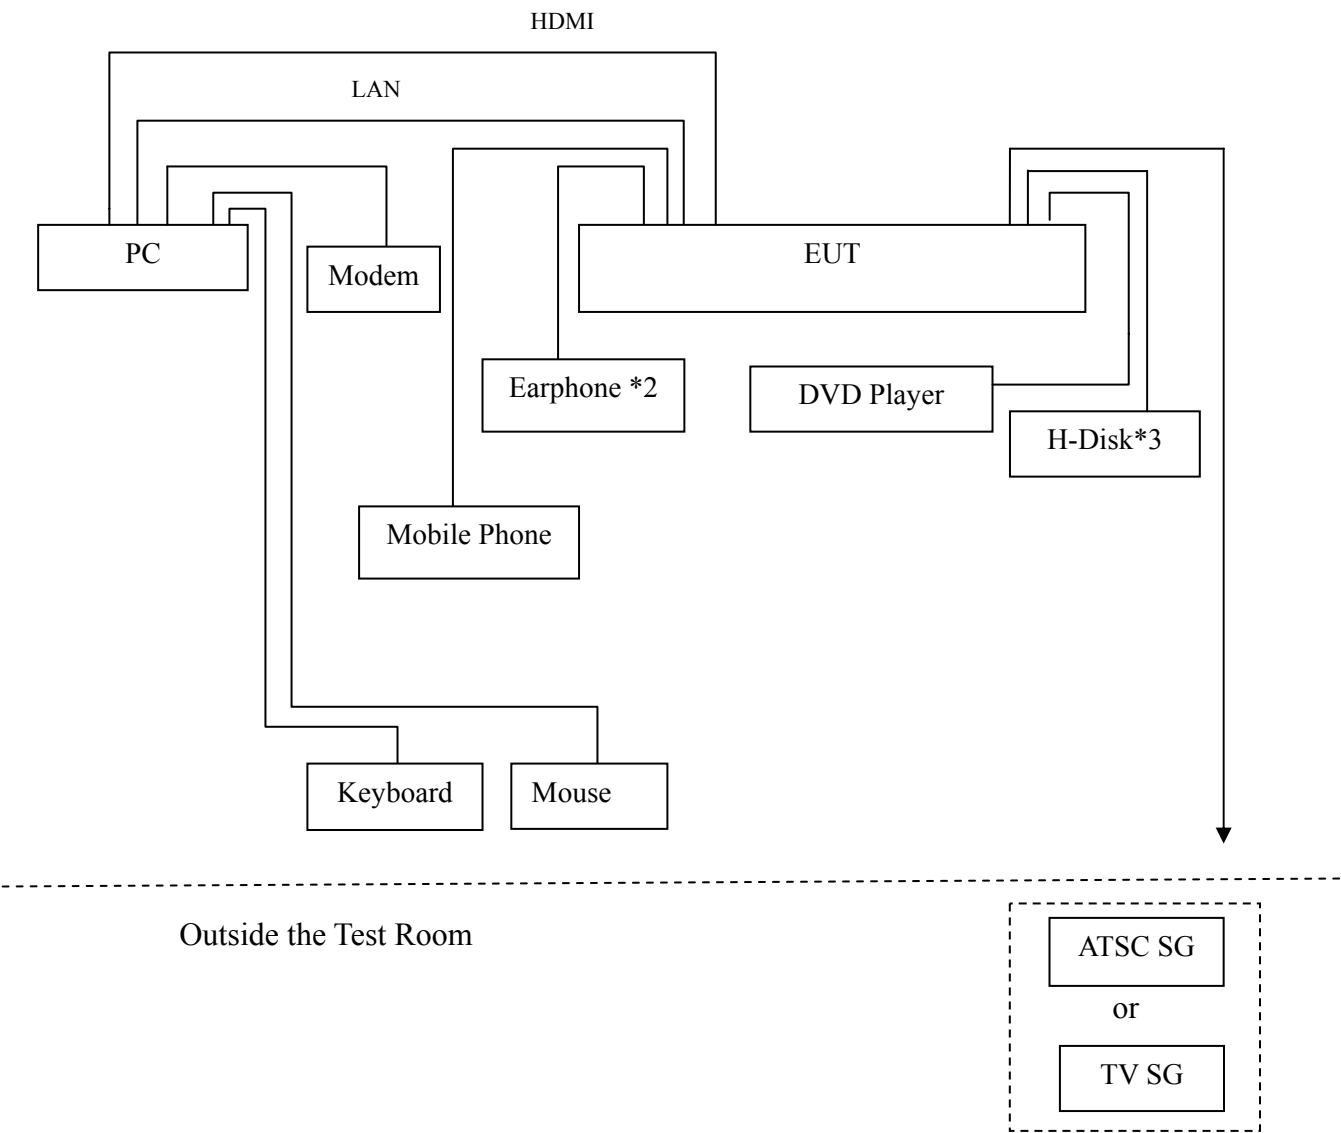 HDMI
LAN
PC
EUT
Modem
Earphone *2
DVD Player
H-Disk*3
Mobile Phone
Keyboard
Mouse
Outside the Test Room
ATSC SG
or
TV SG